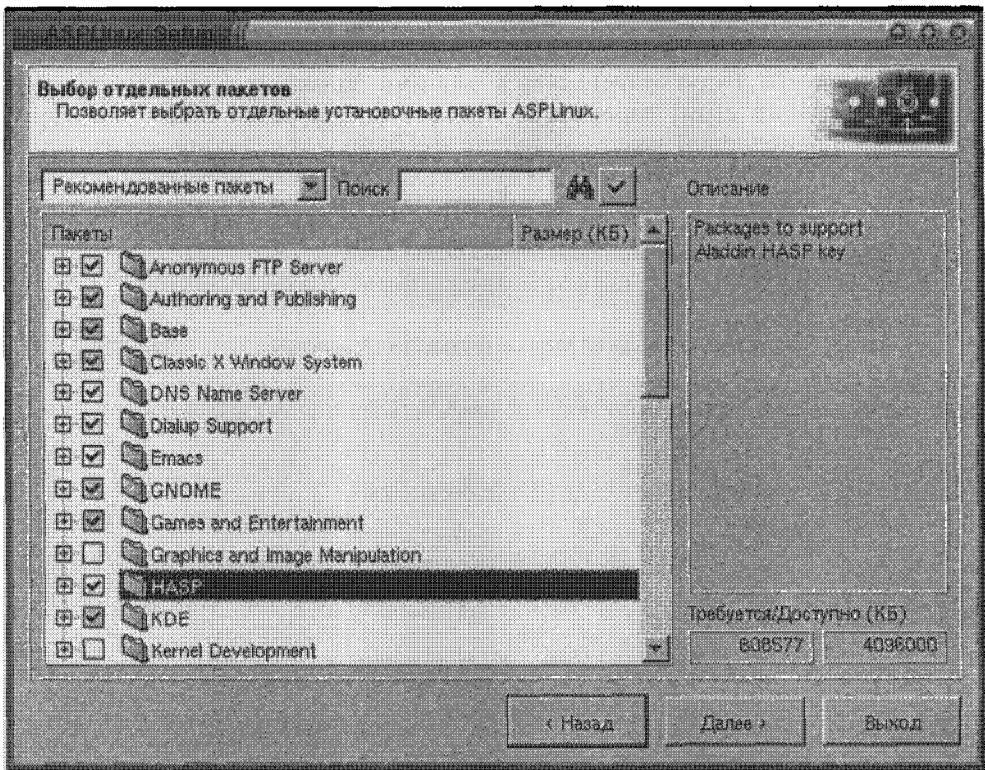 ASPLinux Setup
Выбор отдельных пакетов
Позволяет выбрать отдельные установочные пакеты ASPLinux.
Рекомендованные пакеты Поиск Описание
Пакеты Размер (КБ)
Packages to support
Aladdin HASP key
Anonymous FTP Server
Authoring and Publishing
Base
Classic X Window System
DNS Name Server
Dialup Support
Emacs
GNOME
Games and Entertainment
Graphics and Image Manipulation
HASP
KDE
Kernel Development
Требуется/Доступно (КБ)
808577 4096000
< Назад Далее > Выход